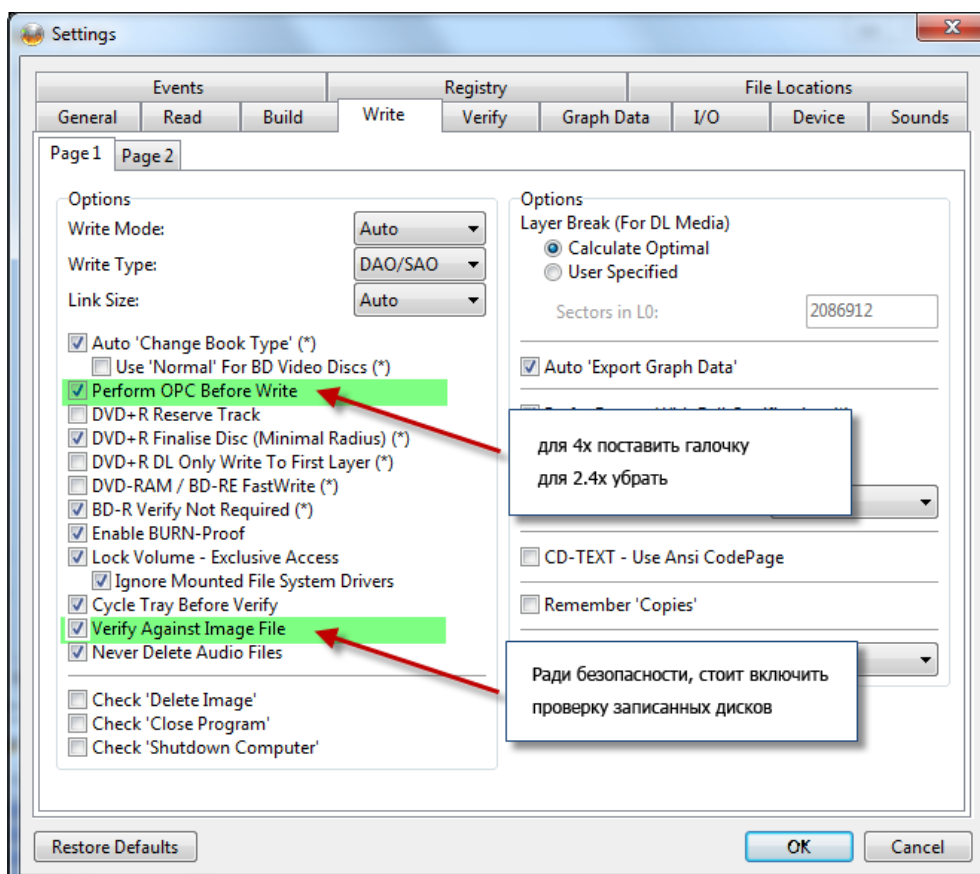 Settings
Events Registry File Locations
General Read Build Write Verify Graph Data I/O Device Sounds
Page 1 Page 2
Options
Write Mode: Auto
Write Type: DAO/SAO
Link Size: Auto
Auto 'Change Book Type' (*)
Use 'Normal' For BD Video Discs (*)
Perform OPC Before Write
DVD+R Reserve Track
DVD+R Finalise Disc (Minimal Radius) (*)
DVD+R DL Only Write To First Layer (*)
DVD-RAM / BD-RE FastWrite (*)
BD-R Verify Not Required (*)
Enable BURN-Proof
Lock Volume - Exclusive Access
Ignore Mounted File System Drivers
Cycle Tray Before Verify
Verify Against Image File
Never Delete Audio Files
Check 'Delete Image'
Check 'Close Program'
Check 'Shutdown Computer'
Options
Layer Break (For DL Media)
Calculate Optimal
User Specified
Sectors in L0: 2086912
Auto 'Export Graph Data'
для 4x поставить галочку
для 2.4x убрать
CD-TEXT - Use Ansi CodePage
Remember 'Copies'
Ради безопасности, стоит включить
проверку записанных дисков
Restore Defaults OK Cancel